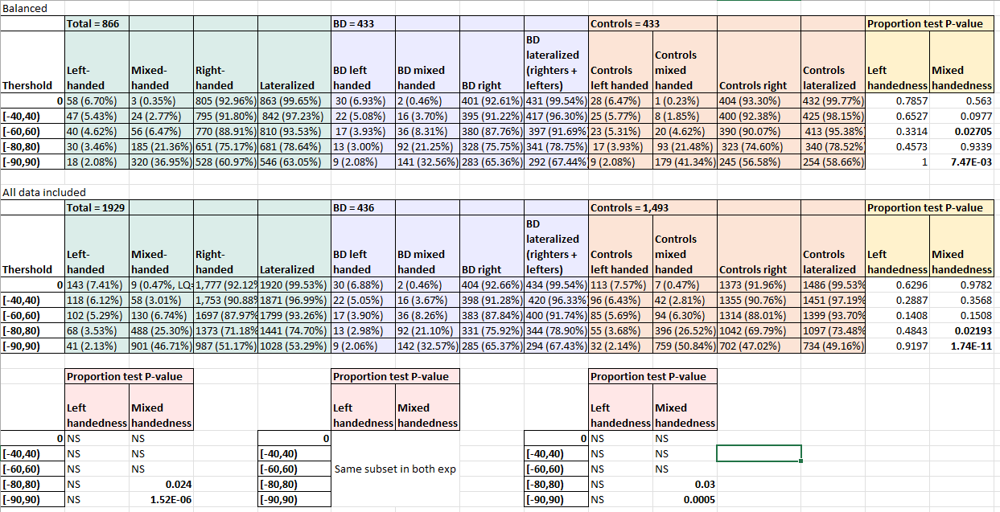 Balanced
Total = 866 BD = 433 Controls = 433 Proportion test P-value
Thershold Left-handed Mixed-handed Right-handed Lateralized BD left handed BD mixed handed BD right BD lateralized (righters + lefters) Controls left handed Controls mixed handed Controls right Controls lateralized Left handedness Mixed handedness
0 58 (6.70%) 3 (0.35%) 805 (92.96%) 863 (99.65%) 30 (6.93%) 2 (0.46%) 401 (92.61%) 431 (99.54%) 28 (6.47%) 1 (0.23%) 404 (93.30%) 432 (99.77%) 0.7857 0.563
[-40,40) 47 (5.43%) 24 (2.77%) 795 (91.80%) 842 (97.23%) 22 (5.08%) 16 (3.70%) 395 (91.22%) 417 (96.30%) 25 (5.77%) 8 (1.85%) 400 (92.38%) 425 (98.15%) 0.6527 0.0977
[-60,60) 40 (4.62%) 56 (6.47%) 770 (88.91%) 810 (93.53%) 17 (3.93%) 36 (8.31%) 380 (87.76%) 397 (91.69%) 23 (5.31%) 20 (4.62%) 390 (90.07%) 413 (95.38%) 0.3314 0.02705
[-80,80) 30 (3.46%) 185 (21.36%) 651 (75.17%) 681 (78.64%) 13 (3.00%) 92 (21.25%) 328 (75.75%) 341 (78.75%) 17 (3.93%) 93 (21.48%) 323 (74.60%) 340 (78.52%) 0.4573 0.9339
[-90,90) 18 (2.08%) 320 (36.95%) 528 (60.97%) 546 (63.05%) 9 (2.08%) 141 (32.56%) 283 (65.36%) 292 (67.44%) 9 (2.08%) 179 (41.34%) 245 (56.58%) 254 (58.66%) 1 7.47E-03
All data included
Total = 1929 BD = 436 Controls = 1,493 Proportion test P-value
Thershold Left-handed Mixed-handed Right-handed Lateralized BD left handed BD mixed handed BD right BD lateralized (righters + lefters) Controls left handed Controls mixed handed Controls right Controls lateralized Left handedness Mixed handedness
0 143 (7.41%) 9 (0.47%, LQ= 1,777 (92.12% 1920 (99.53%) 30 (6.88%) 2 (0.46%) 404 (92.66%) 434 (99.54%) 113 (7.57%) 7 (0.47%) 1373 (91.96%) 1486 (99.53% 0.6296 0.9782
[-40,40) 118 (6.12%) 58 (3.01%) 1,753 (90.88% 1871 (96.99%) 22 (5.05%) 16 (3.67%) 398 (91.28%) 420 (96.33%) 96 (6.43%) 42 (2.81%) 1355 (90.76%) 1451 (97.19% 0.2887 0.3568
[-60,60) 102 (5.29%) 130 (6.74%) 1697 (87.97% 1799 (93.26%) 17 (3.90%) 36 (8.26%) 383 (87.84%) 400 (91.74%) 85 (5.69%) 94 (6.30%) 1314 (88.01%) 1399 (93.70% 0.1408 0.1508
[-80,80) 68 (3.53%) 488 (25.30%) 1373 (71.18% 1441 (74.70%) 13 (2.98%) 92 (21.10%) 331 (75.92%) 344 (78.90%) 55 (3.68%) 396 (26.52%) 1042 (69.79%) 1097 (73.48% 0.4843 0.02193
[-90,90) 41 (2.13%) 901 (46.71%) 987 (51.17%) 1028 (53.29%) 9 (2.06%) 142 (32.57%) 285 (65.37%) 294 (67.43%) 32 (2.14%) 759 (50.84%) 702 (47.02%) 734 (49.16%) 0.9197 1.74E-11
Proportion test P-value Proportion test P-value Proportion test P-value
Left handedness Mixed handedness Left handedness Mixed handedness Left handedness Mixed handedness
0 NS NS 0 0 NS NS
[-40,40) NS NS [-40,40) [-40,40) NS NS
[-60,60) NS NS [-60,60) Same subset in both exp [-60,60) NS NS
[-80,80) NS 0.024 [-80,80) [-80,80) NS 0.03
[-90,90) NS 1.52E-06 [-90,90) [-90,90) NS 0.0005